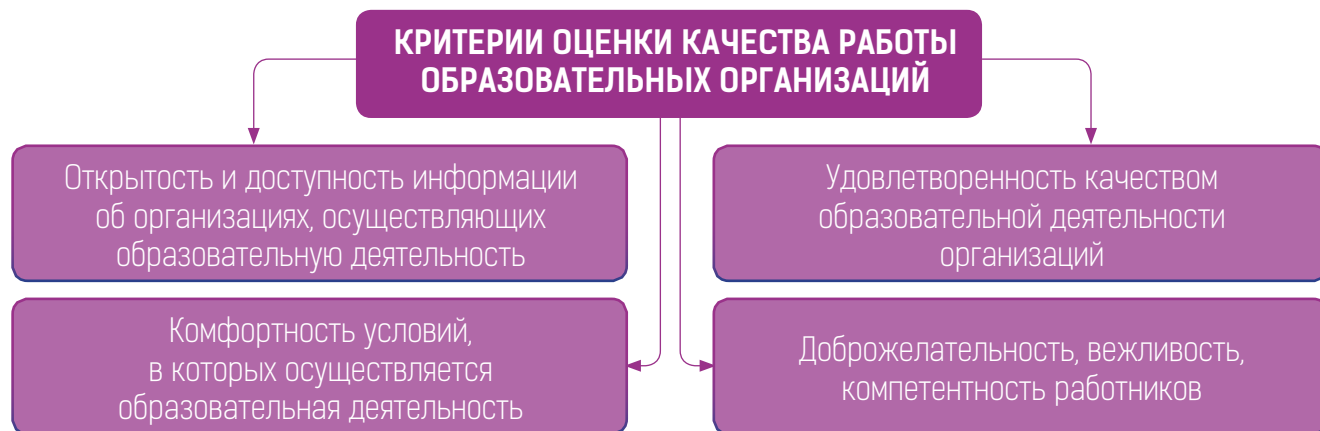 КРИТЕРИИ ОЦЕНКИ КАЧЕСТВА РАБОТЫ
ОБРАЗОВАТЕЛЬНЫХ ОРГАНИЗАЦИЙ
Открытость и доступность информации
об организациях, осуществляющих
образовательную деятельность
Удовлетворенность качеством
образовательной деятельности
организаций
Комфортность условий,
в которых осуществляется
образовательная деятельность
Доброжелательность, вежливость,
компетентность работников